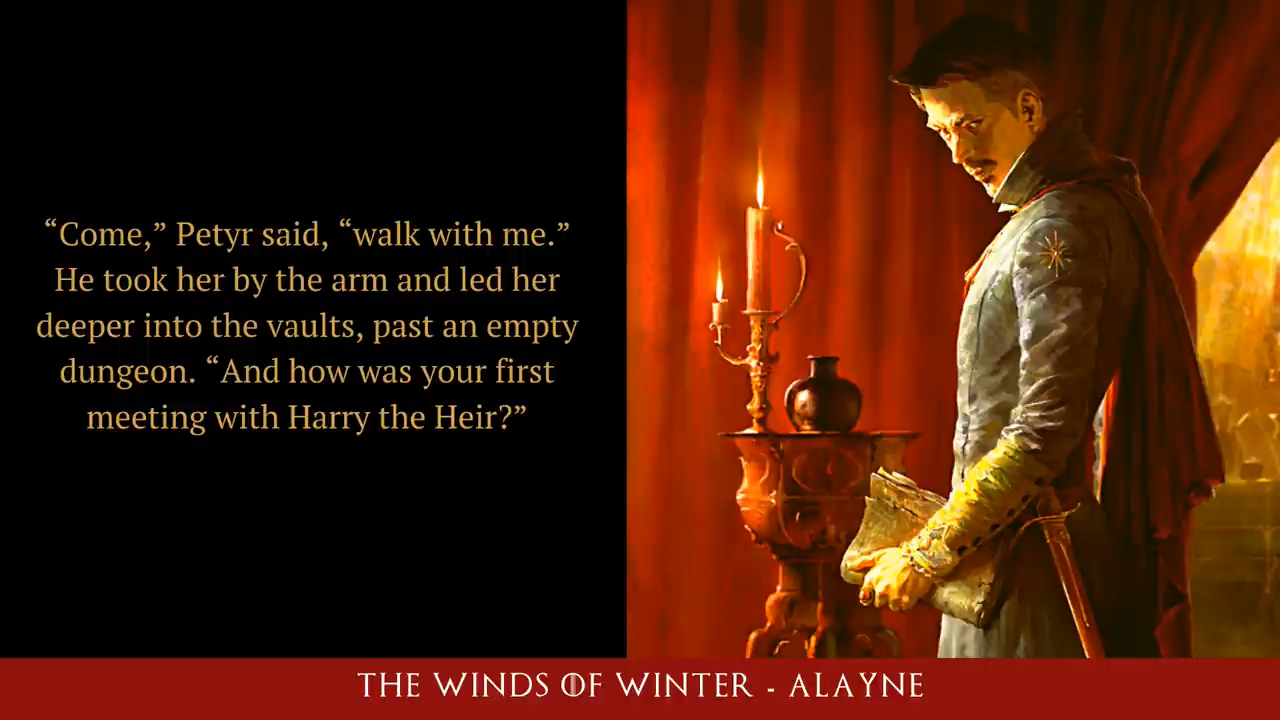 “Come,” Petyr said, “walk with me.”
He took her by the arm and led her
deeper into the vaults, past an empty
dungeon. “And how was your first
meeting with Harry the Heir?”
THE WINDS OF WINTER - ALAYNE